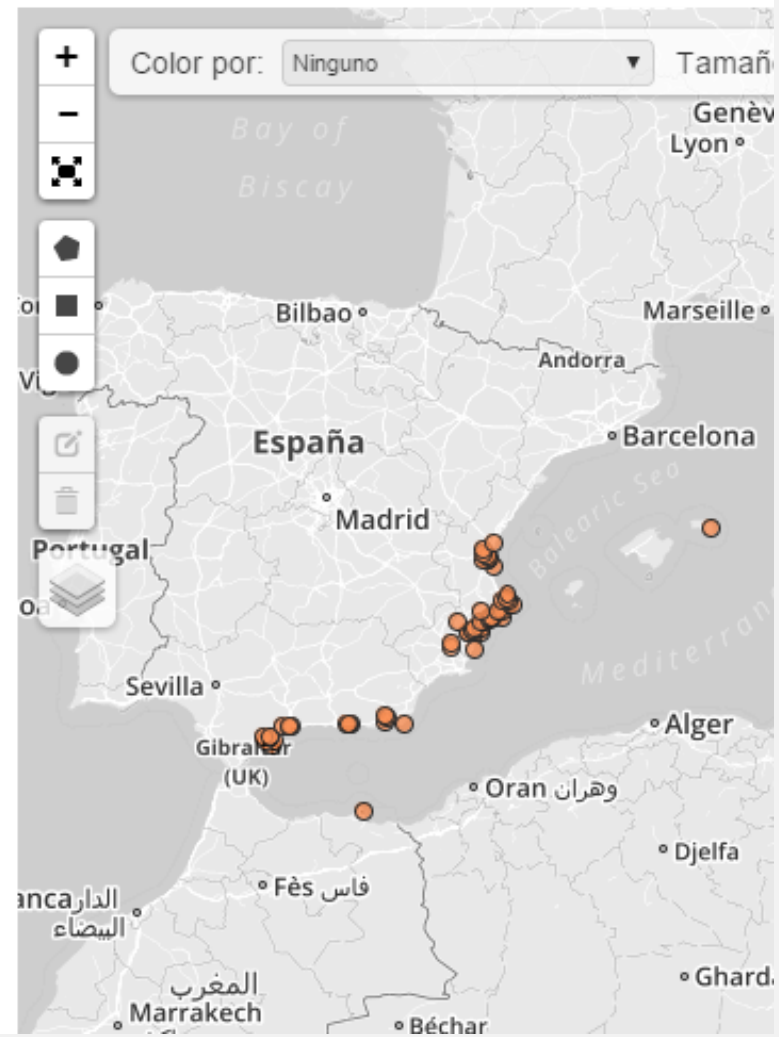 +
Color por: Ninguno ▼ Tamañ
−
Genèv
Lyon
Bay of
Biscay
Bilbao
Marseille
Andorra
Vig
España
Barcelona
Madrid
Balearic Sea
Portugal
Mediterran
Sevilla
Alger
Gibraltar
(UK)
Oran وهران
Djelfa
Fès فاس
anca الدار
البيضاء
Ghard
المغرب
Marrakech
Béchar